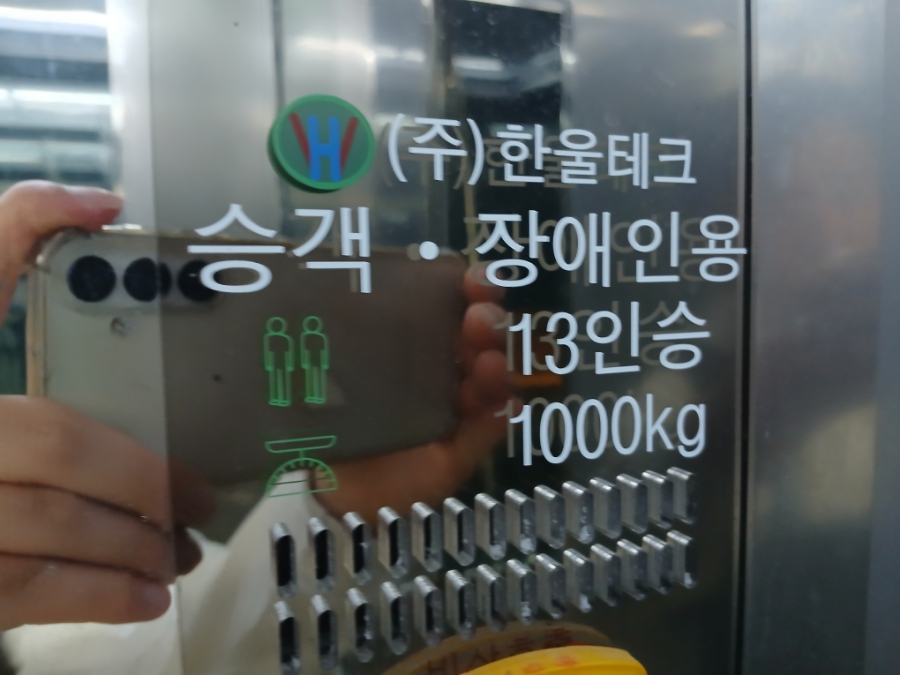 (주)한울테크
승객 · 장애인용
13인승
1000kg